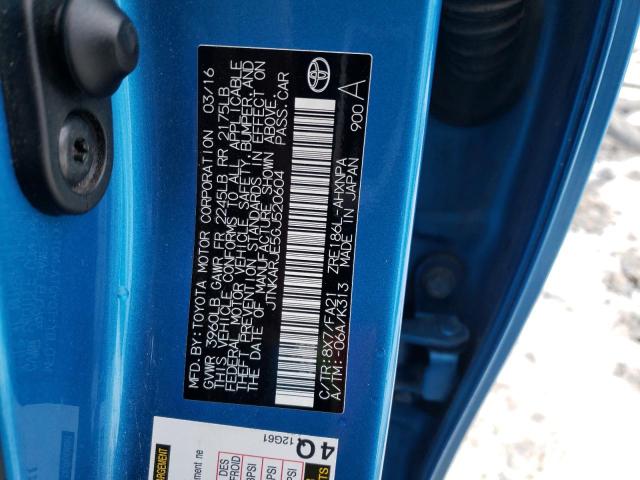 MFD. BY: TOYOTA MOTOR CORPORATION 03/16
GVWR 3960LB GAWR FR 2245LB RR 2175LB
THIS VEHICLE CONFORMS TO ALL APPLICABLE
FEDERAL MOTOR VEHICLE SAFETY, BUMPER, AND
THEFT PREVENTION STANDARDS IN EFFECT ON
THE DATE OF MANUFACTURE SHOWN ABOVE.
JTNKARJE5GJ520604 PASS. CAR
C/TR: 8X7/FA21 ZRE186L-AHXNPA
A/TM: -06A/K313 MADE IN JAPAN 900 A
4Q 12G61